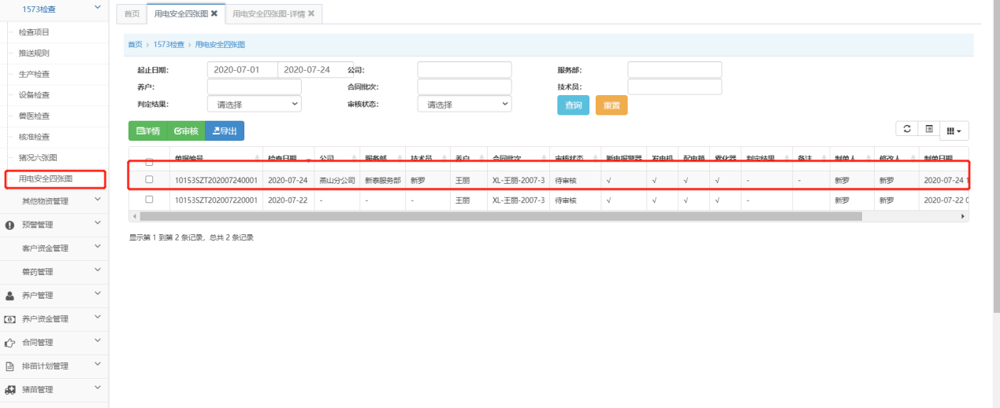 1573检查
首页 用电安全四张图 用电安全四张图-详情
检查项目
推送规则
生产检查
设备检查
兽医检查
核准检查
猪况六张图
用电安全四张图
其他物资管理
预警管理
客户资金管理
兽药管理
养户管理
养户资金管理
合同管理
排苗计划管理
猪苗管理
首页 › 1573检查 › 用电安全四张图
起止日期: 2020-07-01 2020-07-24 公司: 服务部:
养户: 合同批次: 技术员:
判定结果: 请选择 审核状态: 请选择 查询 重置
详情 审核 导出
单据编号 检查日期 公司 服务部 技术员 养户 合同批次 审核状态 断电报警器 发电机 配电箱 雾化器 判定结果 备注 制单人 修改人 制单日期
10153SZT202007240001 2020-07-24 燕山分公司 新泰服务部 新罗 王丽 XL-王丽-2007-3 待审核 √ √ √ √ - - 新罗 新罗 2020-07-24 1
10153SZT202007220001 2020-07-22 - - - 王丽 XL-王丽-2007-3 待审核 √ √ √ √ - 新罗 新罗 2020-07-22 0
显示第 1 到第 2 条记录，总共 2 条记录